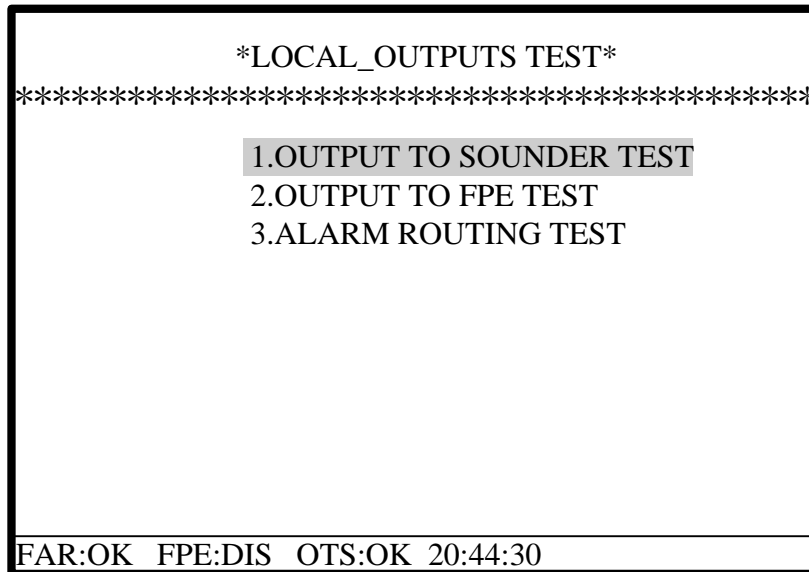 *LOCAL_OUTPUTS TEST*
*******************************************
1.OUTPUT TO SOUNDER TEST
2.OUTPUT TO FPE TEST
3.ALARM ROUTING TEST
FAR:OK FPE:DIS OTS:OK 20:44:30